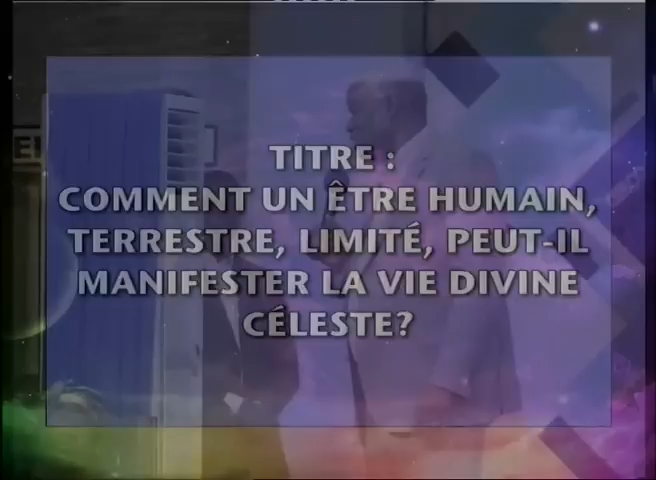 TITRE :
COMMENT UN ÊTRE HUMAIN,
TERRESTRE, LIMITÉ, PEUT-IL
MANIFESTER LA VIE DIVINE
CÉLESTE?